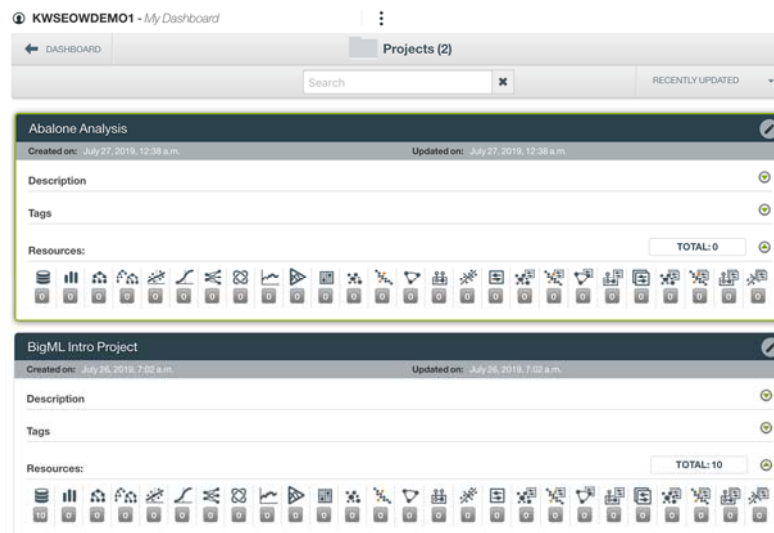 KWSEOWDEMO1 - My Dashboard
DASHBOARD
Projects (2)
Search
RECENTLY UPDATED
Abalone Analysis
Created on: July 27, 2019, 12:38 a.m. Updated on: July 27, 2019, 12:38 a.m.
Description
Tags
Resources: TOTAL: 0
0 0 0 0 0 0 0 0 0 0 0 0 0 0 0 0 0 0 0 0 0 0 0 0 0 0
BigML Intro Project
Created on: July 26, 2019, 7:02 a.m. Updated on: July 26, 2019, 7:02 a.m.
Description
Tags
Resources: TOTAL: 10
10 0 0 0 0 0 0 0 0 0 0 0 0 0 0 0 0 0 0 0 0 0 0 0 0 0